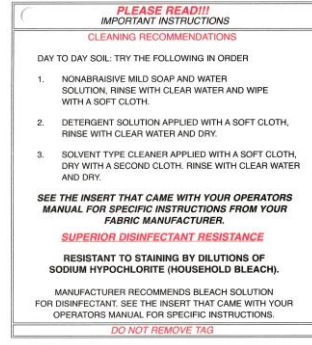 PLEASE READ!!!
IMPORTANT INSTRUCTIONS
CLEANING RECOMMENDATIONS
DAY TO DAY SOIL: TRY THE FOLLOWING IN ORDER
1. NONABRAISIVE MILD SOAP AND WATER
SOLUTION, RINSE WITH CLEAR WATER AND WIPE
WITH A SOFT CLOTH.
2. DETERGENT SOLUTION APPLIED WITH A SOFT CLOTH,
RINSE WITH CLEAR WATER AND DRY.
3. SOLVENT TYPE CLEANER APPLIED WITH A SOFT CLOTH,
DRY WITH A SECOND CLOTH. RINSE WITH CLEAR WATER
AND DRY.
SEE THE INSERT THAT CAME WITH YOUR OPERATORS
MANUAL FOR SPECIFIC INSTRUCTIONS FROM YOUR
FABRIC MANUFACTURER.
SUPERIOR DISINFECTANT RESISTANCE
RESISTANT TO STAINING BY DILUTIONS OF
SODIUM HYPOCHLORITE (HOUSEHOLD BLEACH).
MANUFACTURER RECOMMENDS BLEACH SOLUTION
FOR DISINFECTANT. SEE THE INSERT THAT CAME WITH YOUR
OPERATORS MANUAL FOR SPECIFIC INSTRUCTIONS.
DO NOT REMOVE TAG